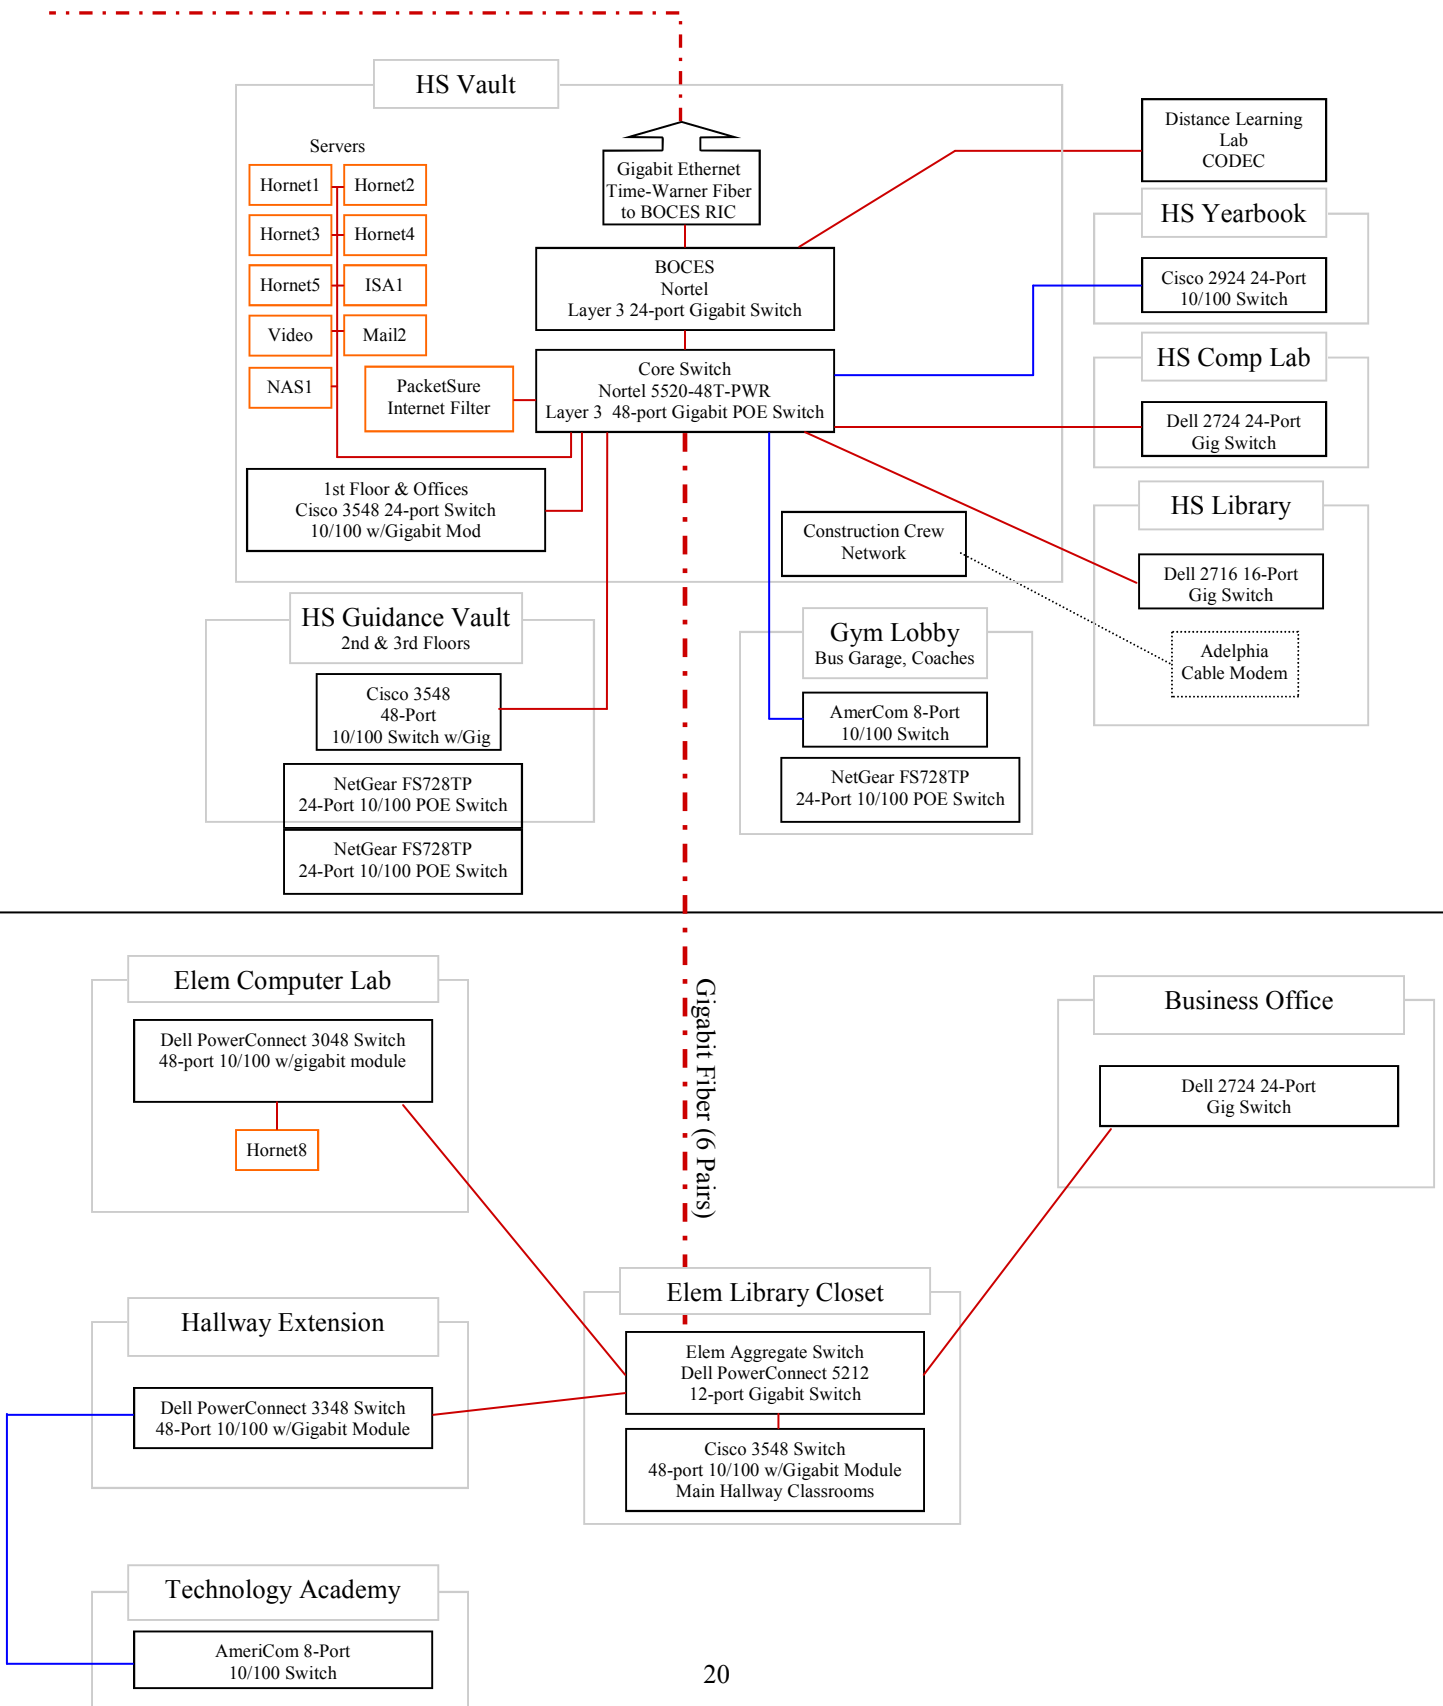 HS Vault
Servers
Hornet1
Hornet2
Hornet3
Hornet4
Hornet5
ISA1
Video
Mail2
NAS1
PacketSure
Internet Filter
Gigabit Ethernet
Time-Warner Fiber
to BOCES RIC
BOCES
Nortel
Layer 3 24-port Gigabit Switch
Core Switch
Nortel 5520-48T-PWR
Layer 3 48-port Gigabit POE Switch
1st Floor & Offices
Cisco 3548 24-port Switch
10/100 w/Gigabit Mod
Construction Crew
Network
Distance Learning
Lab
CODEC
HS Yearbook
Cisco 2924 24-Port
10/100 Switch
HS Comp Lab
Dell 2724 24-Port
Gig Switch
HS Library
Dell 2716 16-Port
Gig Switch
Adelphia
Cable Modem
HS Guidance Vault
2nd & 3rd Floors
Cisco 3548
48-Port
10/100 Switch w/Gig
NetGear FS728TP
24-Port 10/100 POE Switch
NetGear FS728TP
24-Port 10/100 POE Switch
Gym Lobby
Bus Garage, Coaches
AmerCom 8-Port
10/100 Switch
NetGear FS728TP
24-Port 10/100 POE Switch
Elem Computer Lab
Dell PowerConnect 3048 Switch
48-port 10/100 w/gigabit module
Hornet8
Gigabit Fiber (6 Pairs)
Business Office
Dell 2724 24-Port
Gig Switch
Hallway Extension
Dell PowerConnect 3348 Switch
48-Port 10/100 w/Gigabit Module
Elem Library Closet
Elem Aggregate Switch
Dell PowerConnect 5212
12-port Gigabit Switch
Cisco 3548 Switch
48-port 10/100 w/Gigabit Module
Main Hallway Classrooms
Technology Academy
AmeriCom 8-Port
10/100 Switch
20